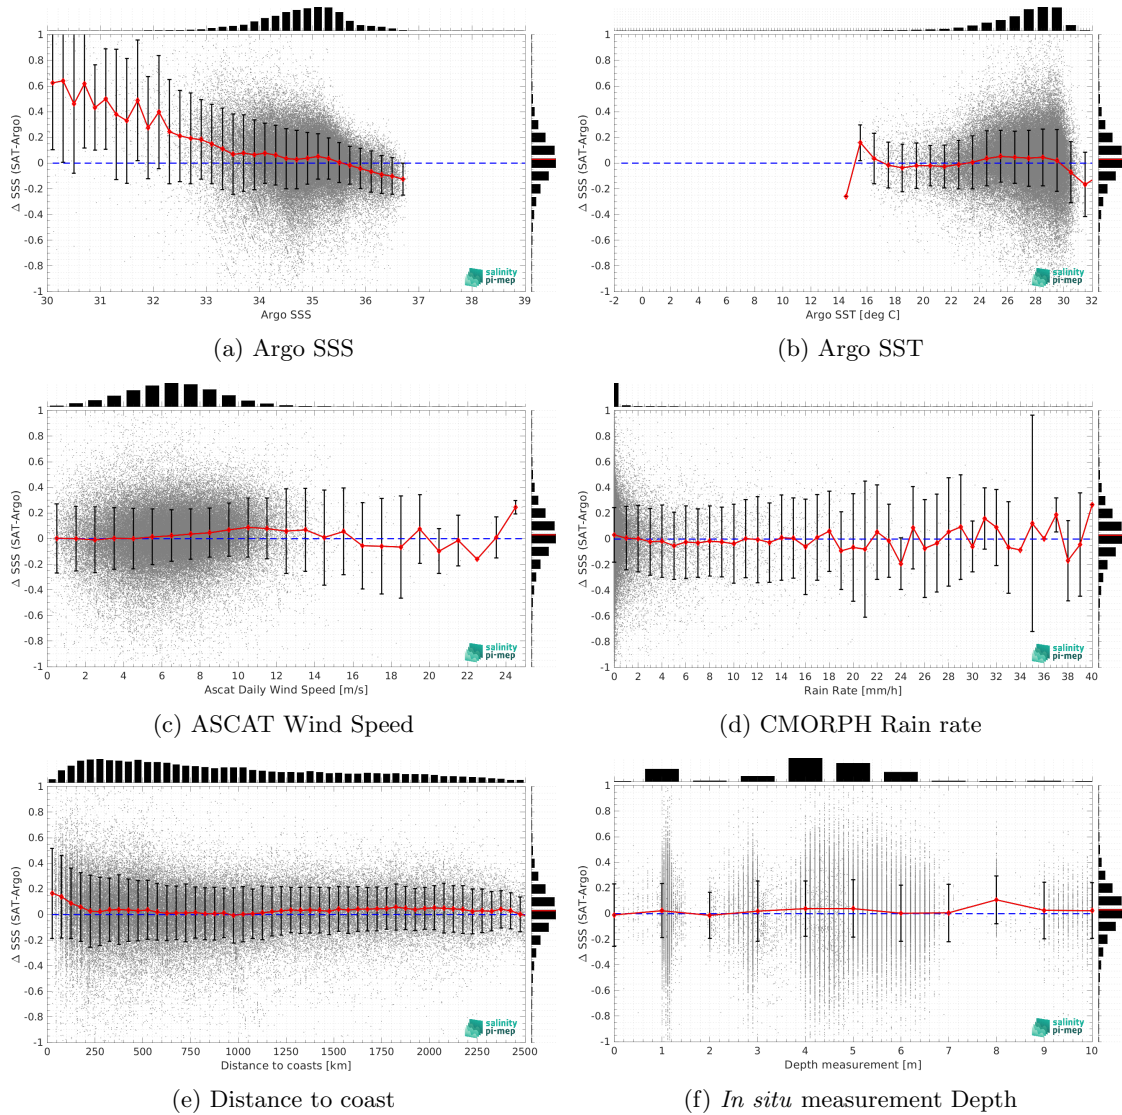 Δ SSS (SAT-Argo)
1
0.8
0.6
0.4
0.2
0
-0.2
-0.4
-0.6
-0.8
-1
30 31 32 33 34 35 36 37 38 39
Argo SSS
salinity
pi-mep
(a) Argo SSS
Δ SSS (SAT-Argo)
1
0.8
0.6
0.4
0.2
0
-0.2
-0.4
-0.6
-0.8
-1
-2 0 2 4 6 8 10 12 14 16 18 20 22 24 26 28 30 32
Argo SST [deg C]
salinity
pi-mep
(b) Argo SST
Δ SSS (SAT-Argo)
1
0.8
0.6
0.4
0.2
0
-0.2
-0.4
-0.6
-0.8
-1
0 2 4 6 8 10 12 14 16 18 20 22 24
Ascat Daily Wind Speed [m/s]
salinity
pi-mep
(c) ASCAT Wind Speed
Δ SSS (SAT-Argo)
1
0.8
0.6
0.4
0.2
0
-0.2
-0.4
-0.6
-0.8
-1
0 2 4 6 8 10 12 14 16 18 20 22 24 26 28 30 32 34 36 38 40
Rain Rate [mm/h]
salinity
pi-mep
(d) CMORPH Rain rate
Δ SSS (SAT-Argo)
1
0.8
0.6
0.4
0.2
0
-0.2
-0.4
-0.6
-0.8
-1
0 250 500 750 1000 1250 1500 1750 2000 2250 2500
Distance to coasts [km]
salinity
pi-mep
(e) Distance to coast
Δ SSS (SAT-Argo)
1
0.8
0.6
0.4
0.2
0
-0.2
-0.4
-0.6
-0.8
-1
0 1 2 3 4 5 6 7 8 9 10
Depth measurement [m]
salinity
pi-mep
(f) In situ measurement Depth